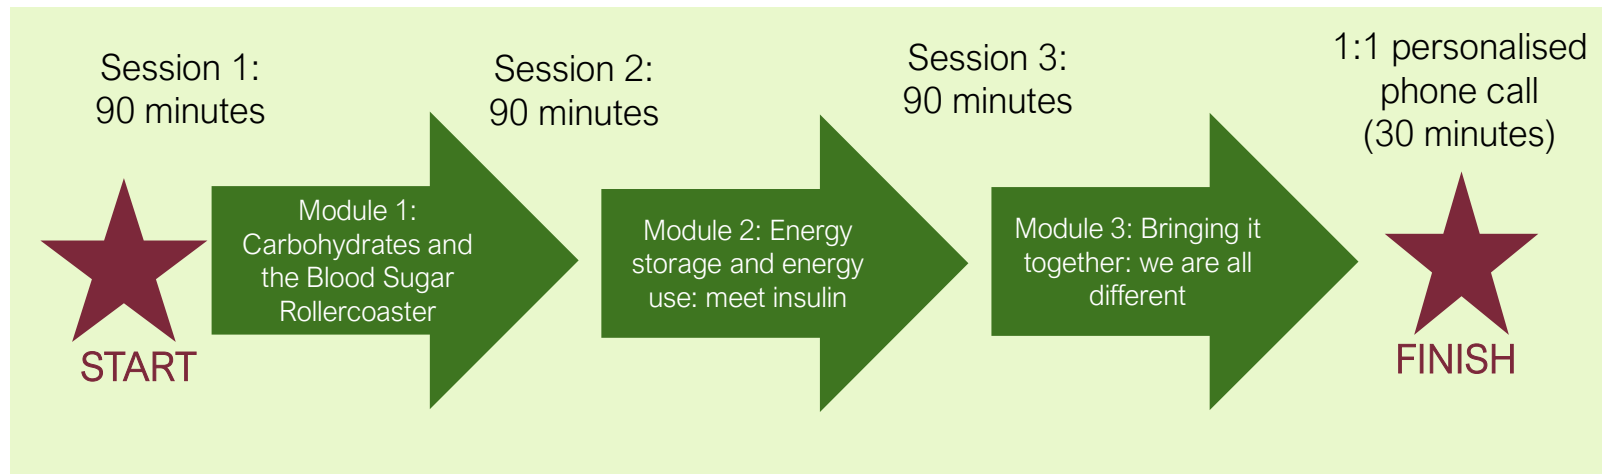 Session 1:
90 minutes
Session 2:
90 minutes
Session 3:
90 minutes
1:1 personalised
phone call
(30 minutes)
START
Module 1:
Carbohydrates and
the Blood Sugar
Rollercoaster
Module 2: Energy
storage and energy
use: meet insulin
Module 3: Bringing it
together: we are all
different
FINISH